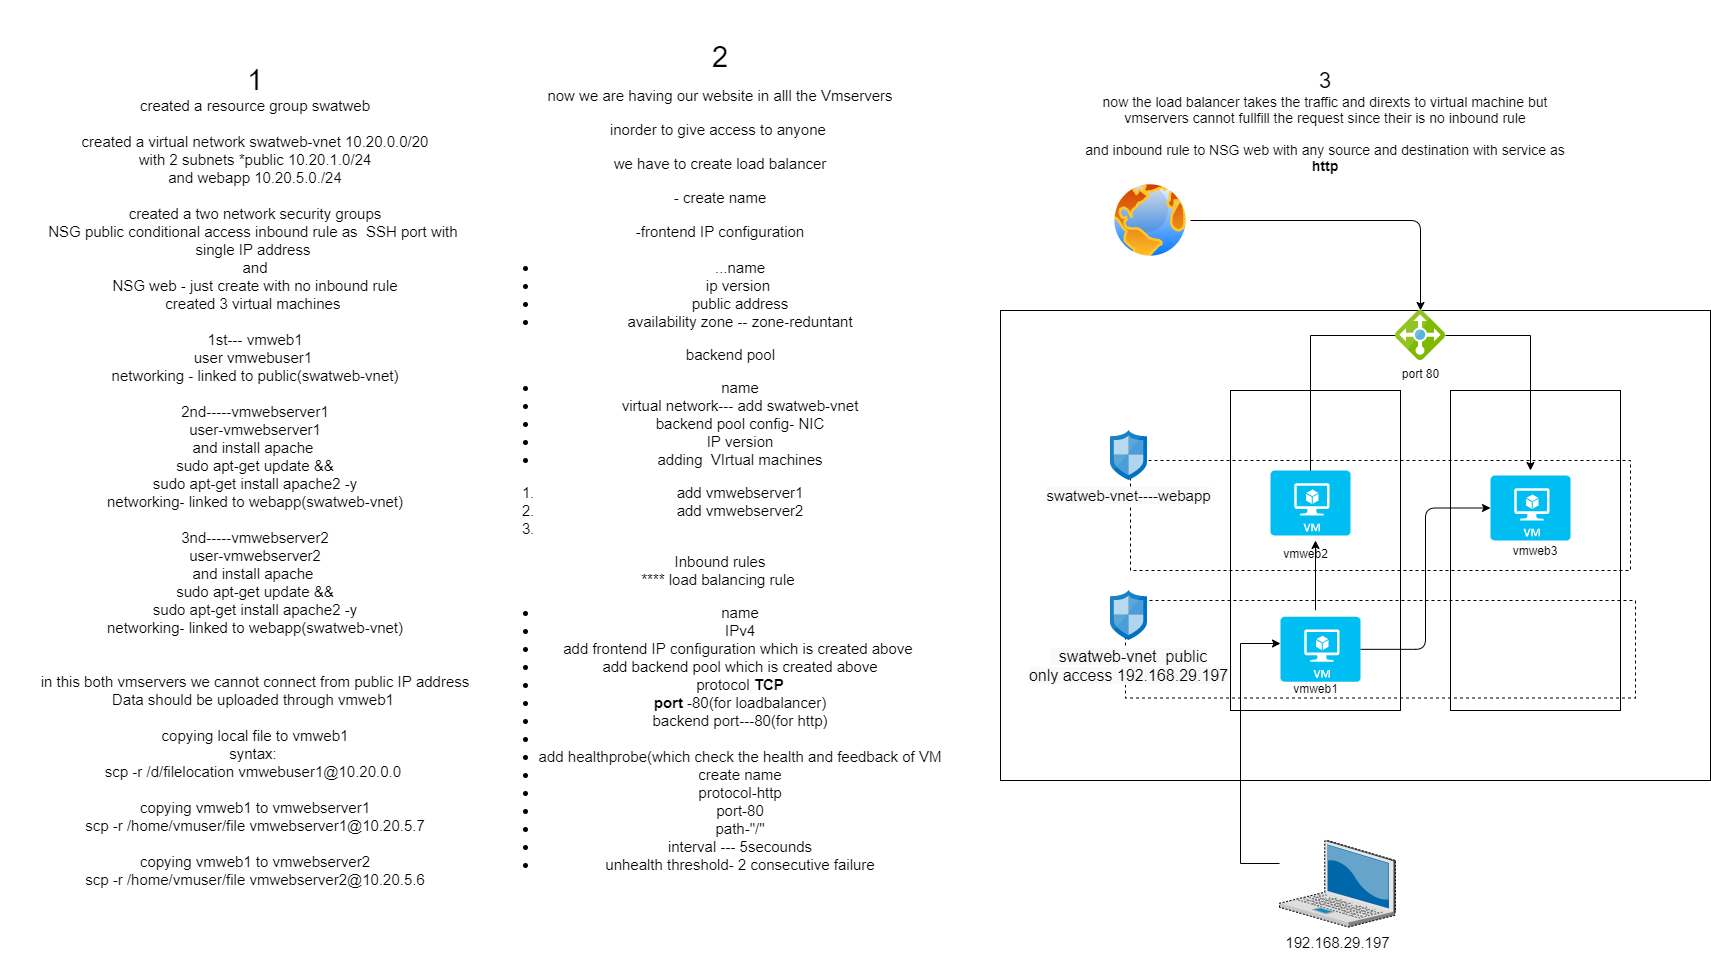 1
created a resource group swatweb
created a virtual network swatweb-vnet 10.20.0.0/20
with 2 subnets *public 10.20.1.0/24
and webapp 10.20.5.0./24
created a two network security groups
NSG public conditional access inbound rule as SSH port with
single IP address
and
NSG web - just create with no inbound rule
created 3 virtual machines
1st--- vmweb1
user vmwebuser1
networking - linked to public(swatweb-vnet)
2nd-----vmwebserver1
user-vmwebserver1
and install apache
sudo apt-get update &&
sudo apt-get install apache2 -y
networking- linked to webapp(swatweb-vnet)
3nd-----vmwebserver2
user-vmwebserver2
and install apache
sudo apt-get update &&
sudo apt-get install apache2 -y
networking- linked to webapp(swatweb-vnet)
in this both vmservers we cannot connect from public IP address
Data should be uploaded through vmweb1
copying local file to vmweb1
syntax:
scp -r /d/filelocation vmwebuser1@10.20.0.0
copying vmweb1 to vmwebserver1
scp -r /home/vmuser/file vmwebserver1@10.20.5.7
copying vmweb1 to vmwebserver2
scp -r /home/vmuser/file vmwebserver2@10.20.5.6
2
now we are having our website in alll the Vmservers
inorder to give access to anyone
we have to create load balancer
- create name
-frontend IP configuration
• ...name
• ip version
• public address
• availability zone -- zone-reduntant
backend pool
• name
• virtual network--- add swatweb-vnet
• backend pool config- NIC
• IP version
• adding VIrtual machines
1. add vmwebserver1
2. add vmwebserver2
3.
Inbound rules
**** load balancing rule
• name
• IPv4
• add frontend IP configuration which is created above
• add backend pool which is created above
• protocol TCP
• port -80(for loadbalancer)
• backend port---80(for http)
•
• add healthprobe(which check the health and feedback of VM
• create name
• protocol-http
• port-80
• path-"/"
• interval --- 5secounds
• unhealth threshold- 2 consecutive failure
3
now the load balancer takes the traffic and direxts to virtual machine but
vmservers cannot fullfill the request since their is no inbound rule
and inbound rule to NSG web with any source and destination with service as
http
port 80
swatweb-vnet----webapp
VM
vmweb2
VM
vmweb3
swatweb-vnet public
only access 192.168.29.197
VM
vmweb1
192.168.29.197